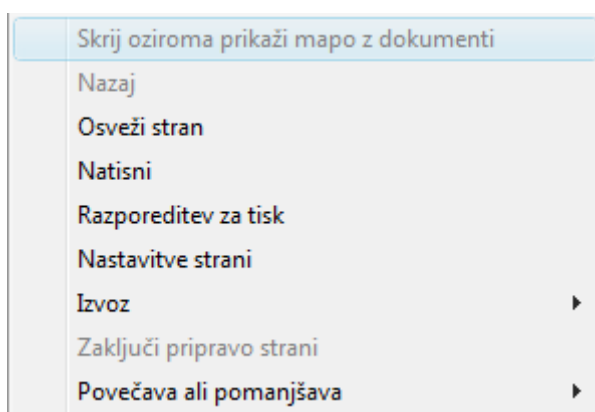 Skrij oziroma prikaži mapo z dokumenti
Nazaj
Osveži stran
Natisni
Razporeditev za tisk
Nastavitve strani
Izvoz
Zaključi pripravo strani
Povečava ali pomanjšava